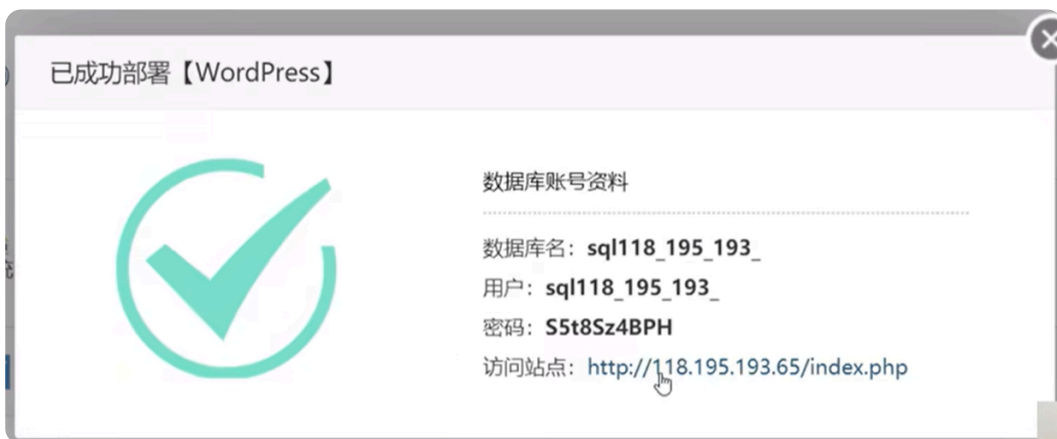 已成功部署【WordPress】
数据库账号资料
数据库名：sql118_195_193_
用户：sql118_195_193_
密码：S5t8Sz4BPH
访问站点：http://118.195.193.65/index.php